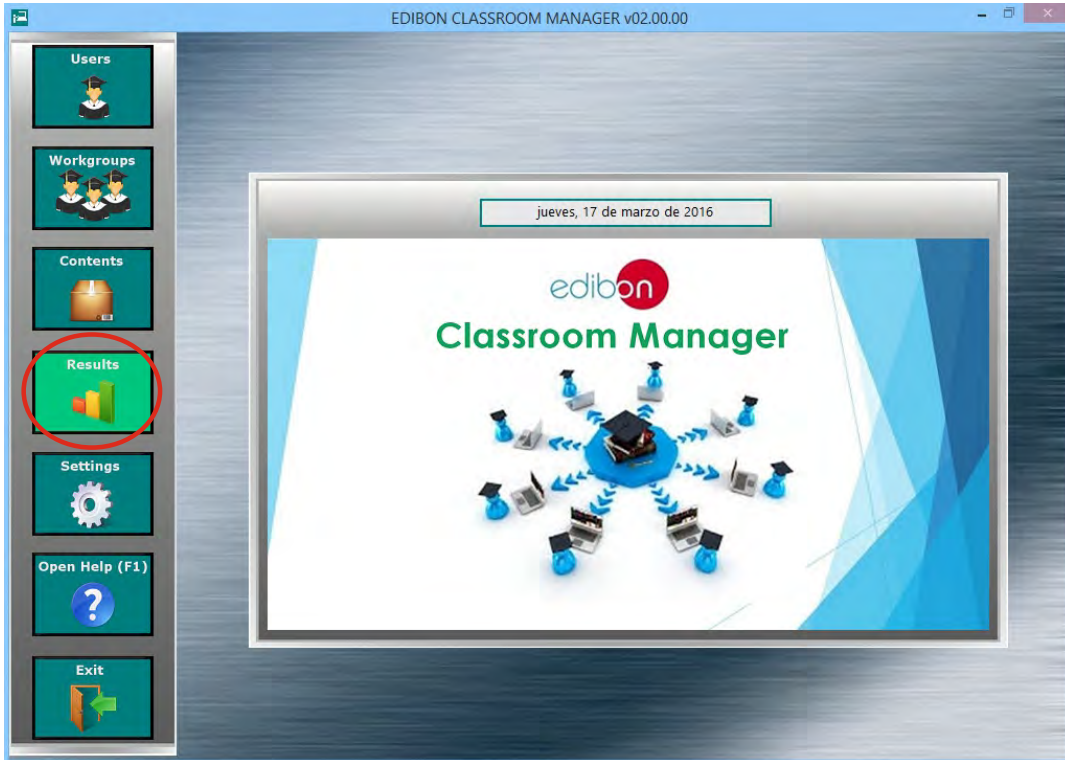 EDIBON CLASSROOM MANAGER v02.00.00
Users
Workgroups
Contents
Results
Settings
Open Help (F1)
?
Exit
jueves, 17 de marzo de 2016
edibon
Classroom Manager